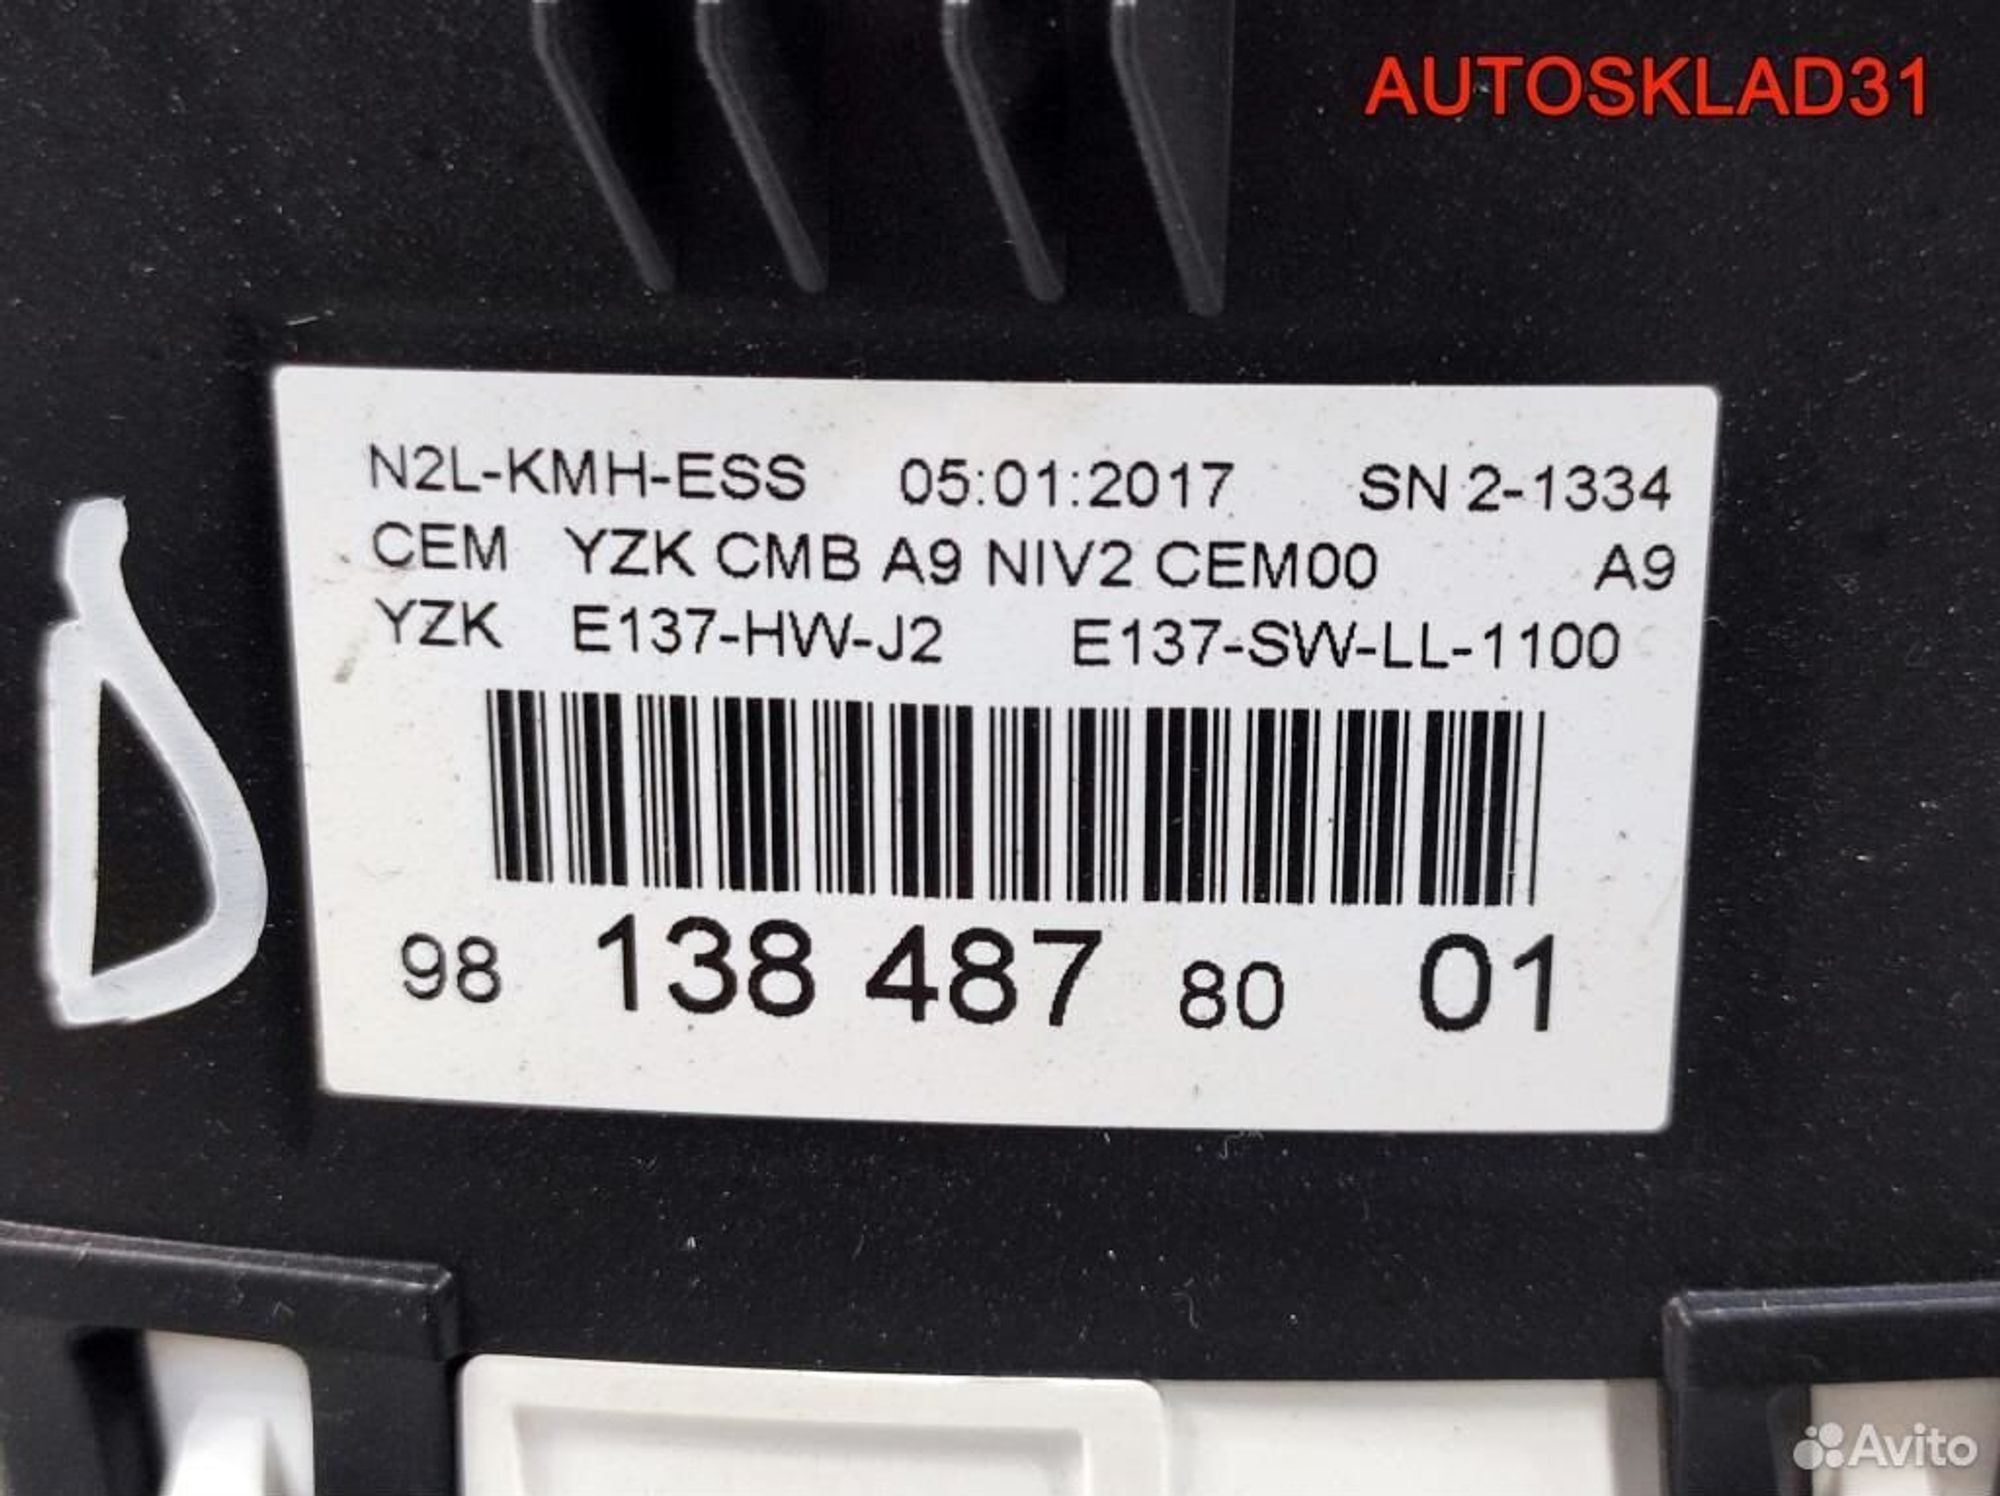 AUTOSKLAD31
N2L-KMH-ESS 05:01:2017 SN 2-1334
CEM YZK CMB A9 NIV2 CEM00 A9
YZK E137-HW-J2 E137-SW-LL-1100
98 138 487 80 01
D
Avito